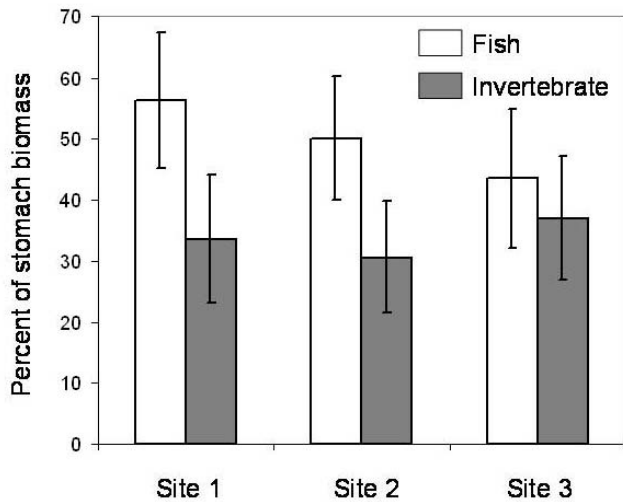 Percent of stomach biomass
70
60
50
40
30
20
10
0
Fish
Invertebrate
Site 1
Site 2
Site 3